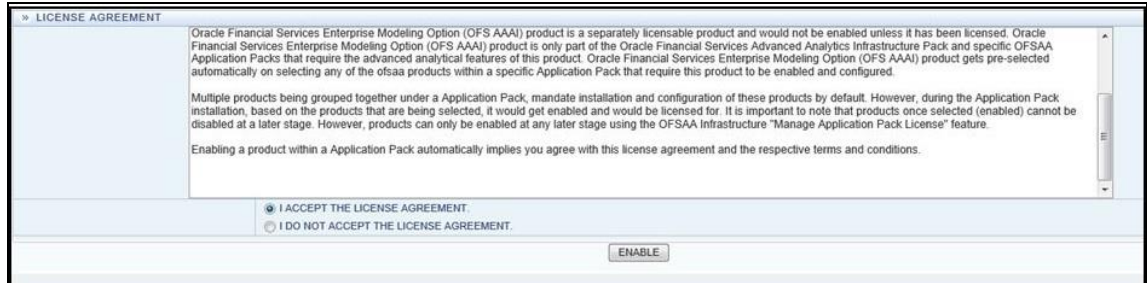 » LICENSE AGREEMENT
Oracle Financial Services Enterprise Modeling Option (OFS AAAI) product is a separately licensable product and would not be enabled unless it has been licensed. Oracle
Financial Services Enterprise Modeling Option (OFS AAAI) product is only part of the Oracle Financial Services Advanced Analytics Infrastructure Pack and specific OFSAA
Application Packs that require the advanced analytical features of this product. Oracle Financial Services Enterprise Modeling Option (OFS AAAI) product gets pre-selected
automatically on selecting any of the ofsaa products within a specific Application Pack that require this product to be enabled and configured.
Multiple products being grouped together under a Application Pack, mandate installation and configuration of these products by default. However, during the Application Pack
installation, based on the products that are being selected, it would get enabled and would be licensed for. It is important to note that products once selected (enabled) cannot be
disabled at a later stage. However, products can only be enabled at any later stage using the OFSAA Infrastructure "Manage Application Pack License" feature.
Enabling a product within a Application Pack automatically implies you agree with this license agreement and the respective terms and conditions.
I ACCEPT THE LICENSE AGREEMENT.
I DO NOT ACCEPT THE LICENSE AGREEMENT.
ENABLE